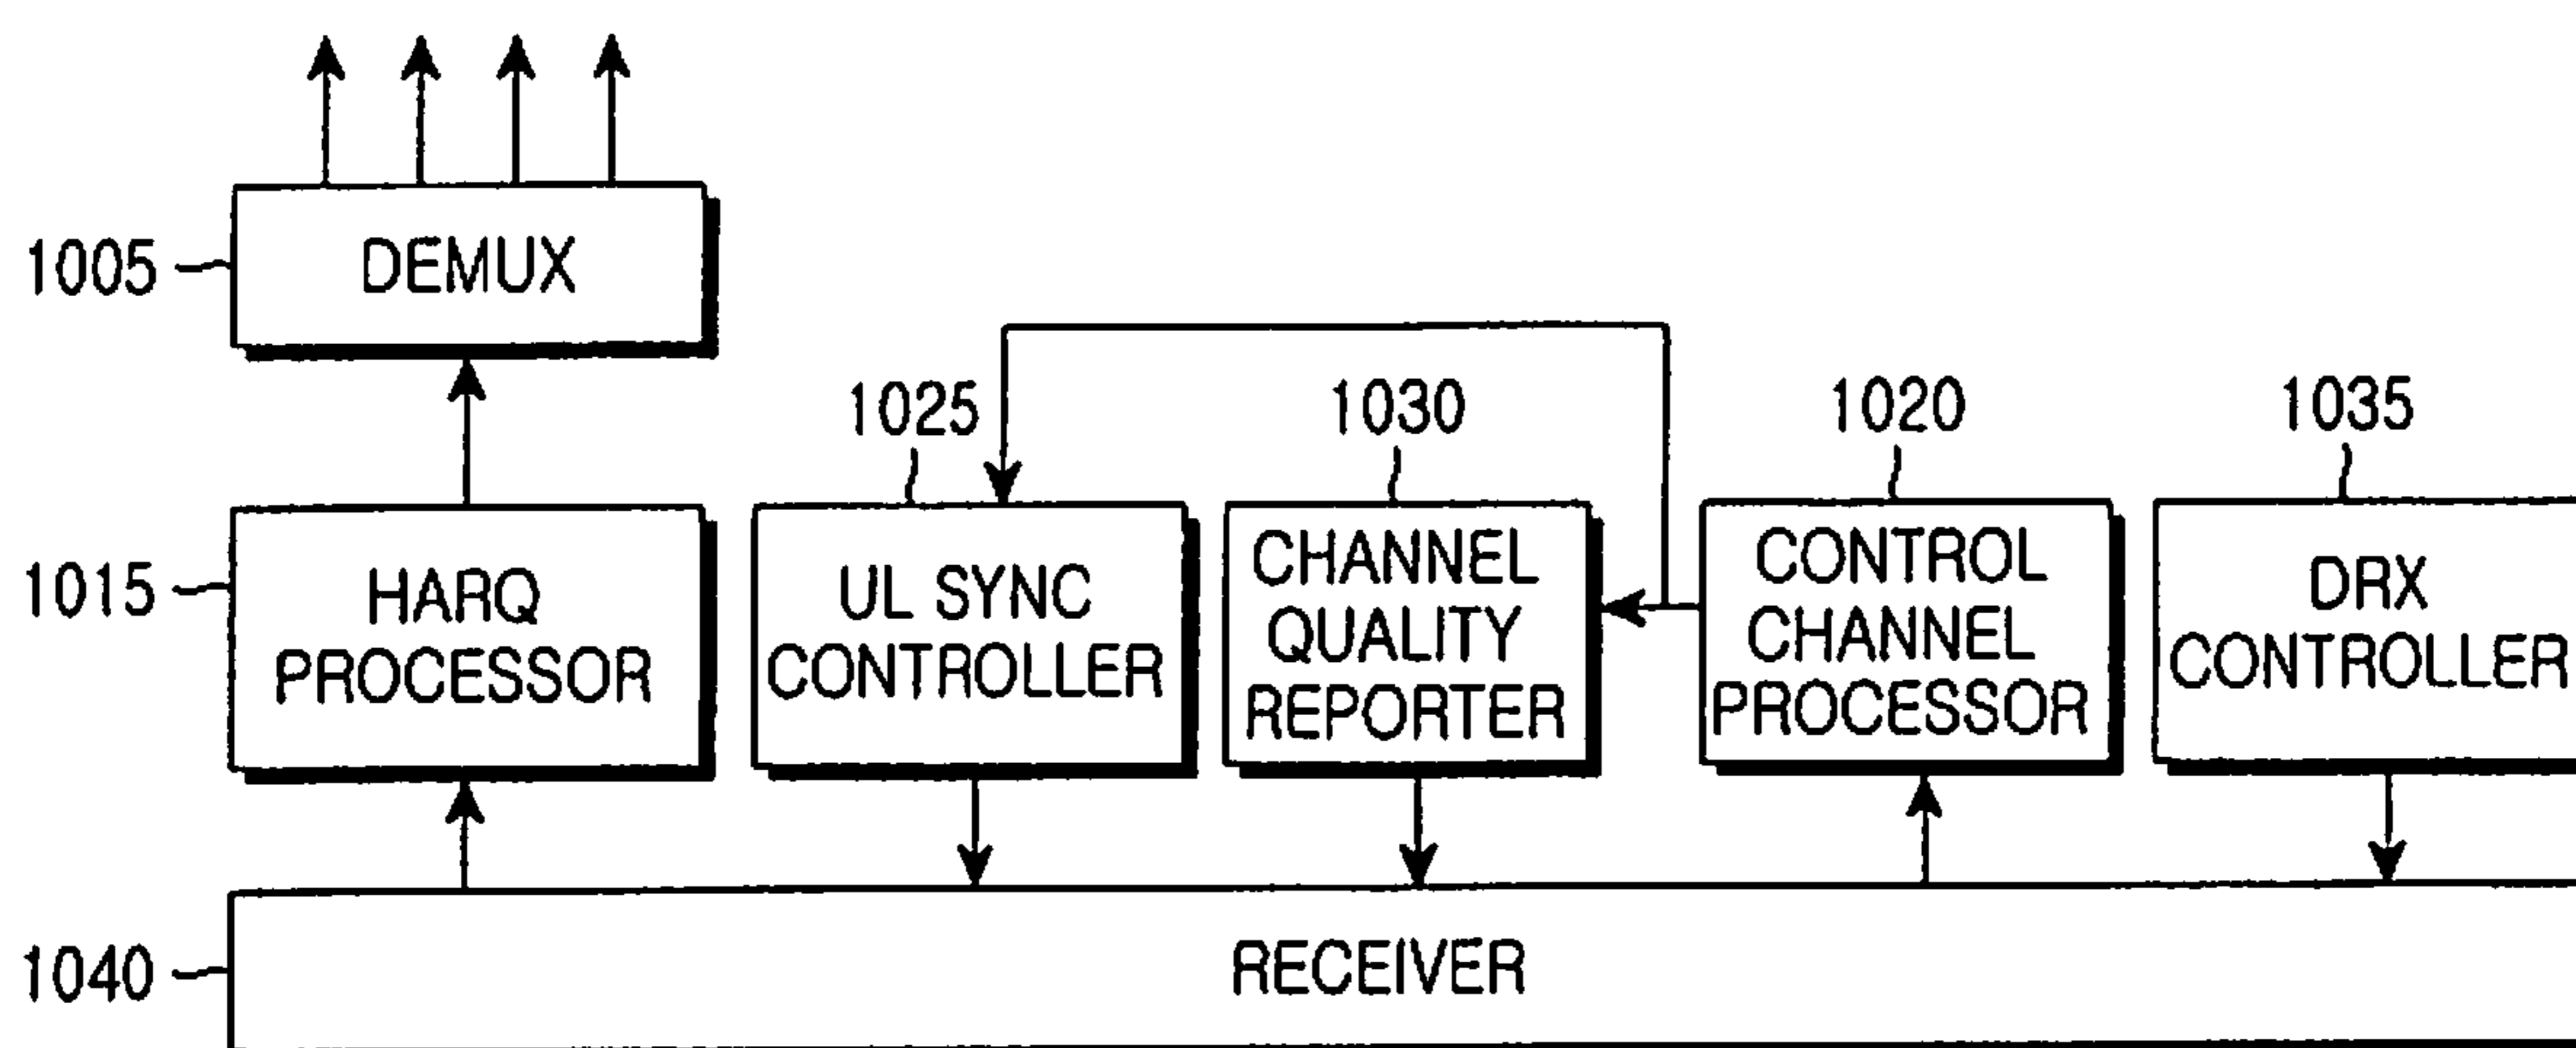 1005
DEMUX
1025
1030
1020
1035
1015
HARQ
PROCESSOR
UL SYNC
CONTROLLER
CHANNEL
QUALITY
REPORTER
CONTROL
CHANNEL
PROCESSOR
DRX
CONTROLLER
1040
RECEIVER